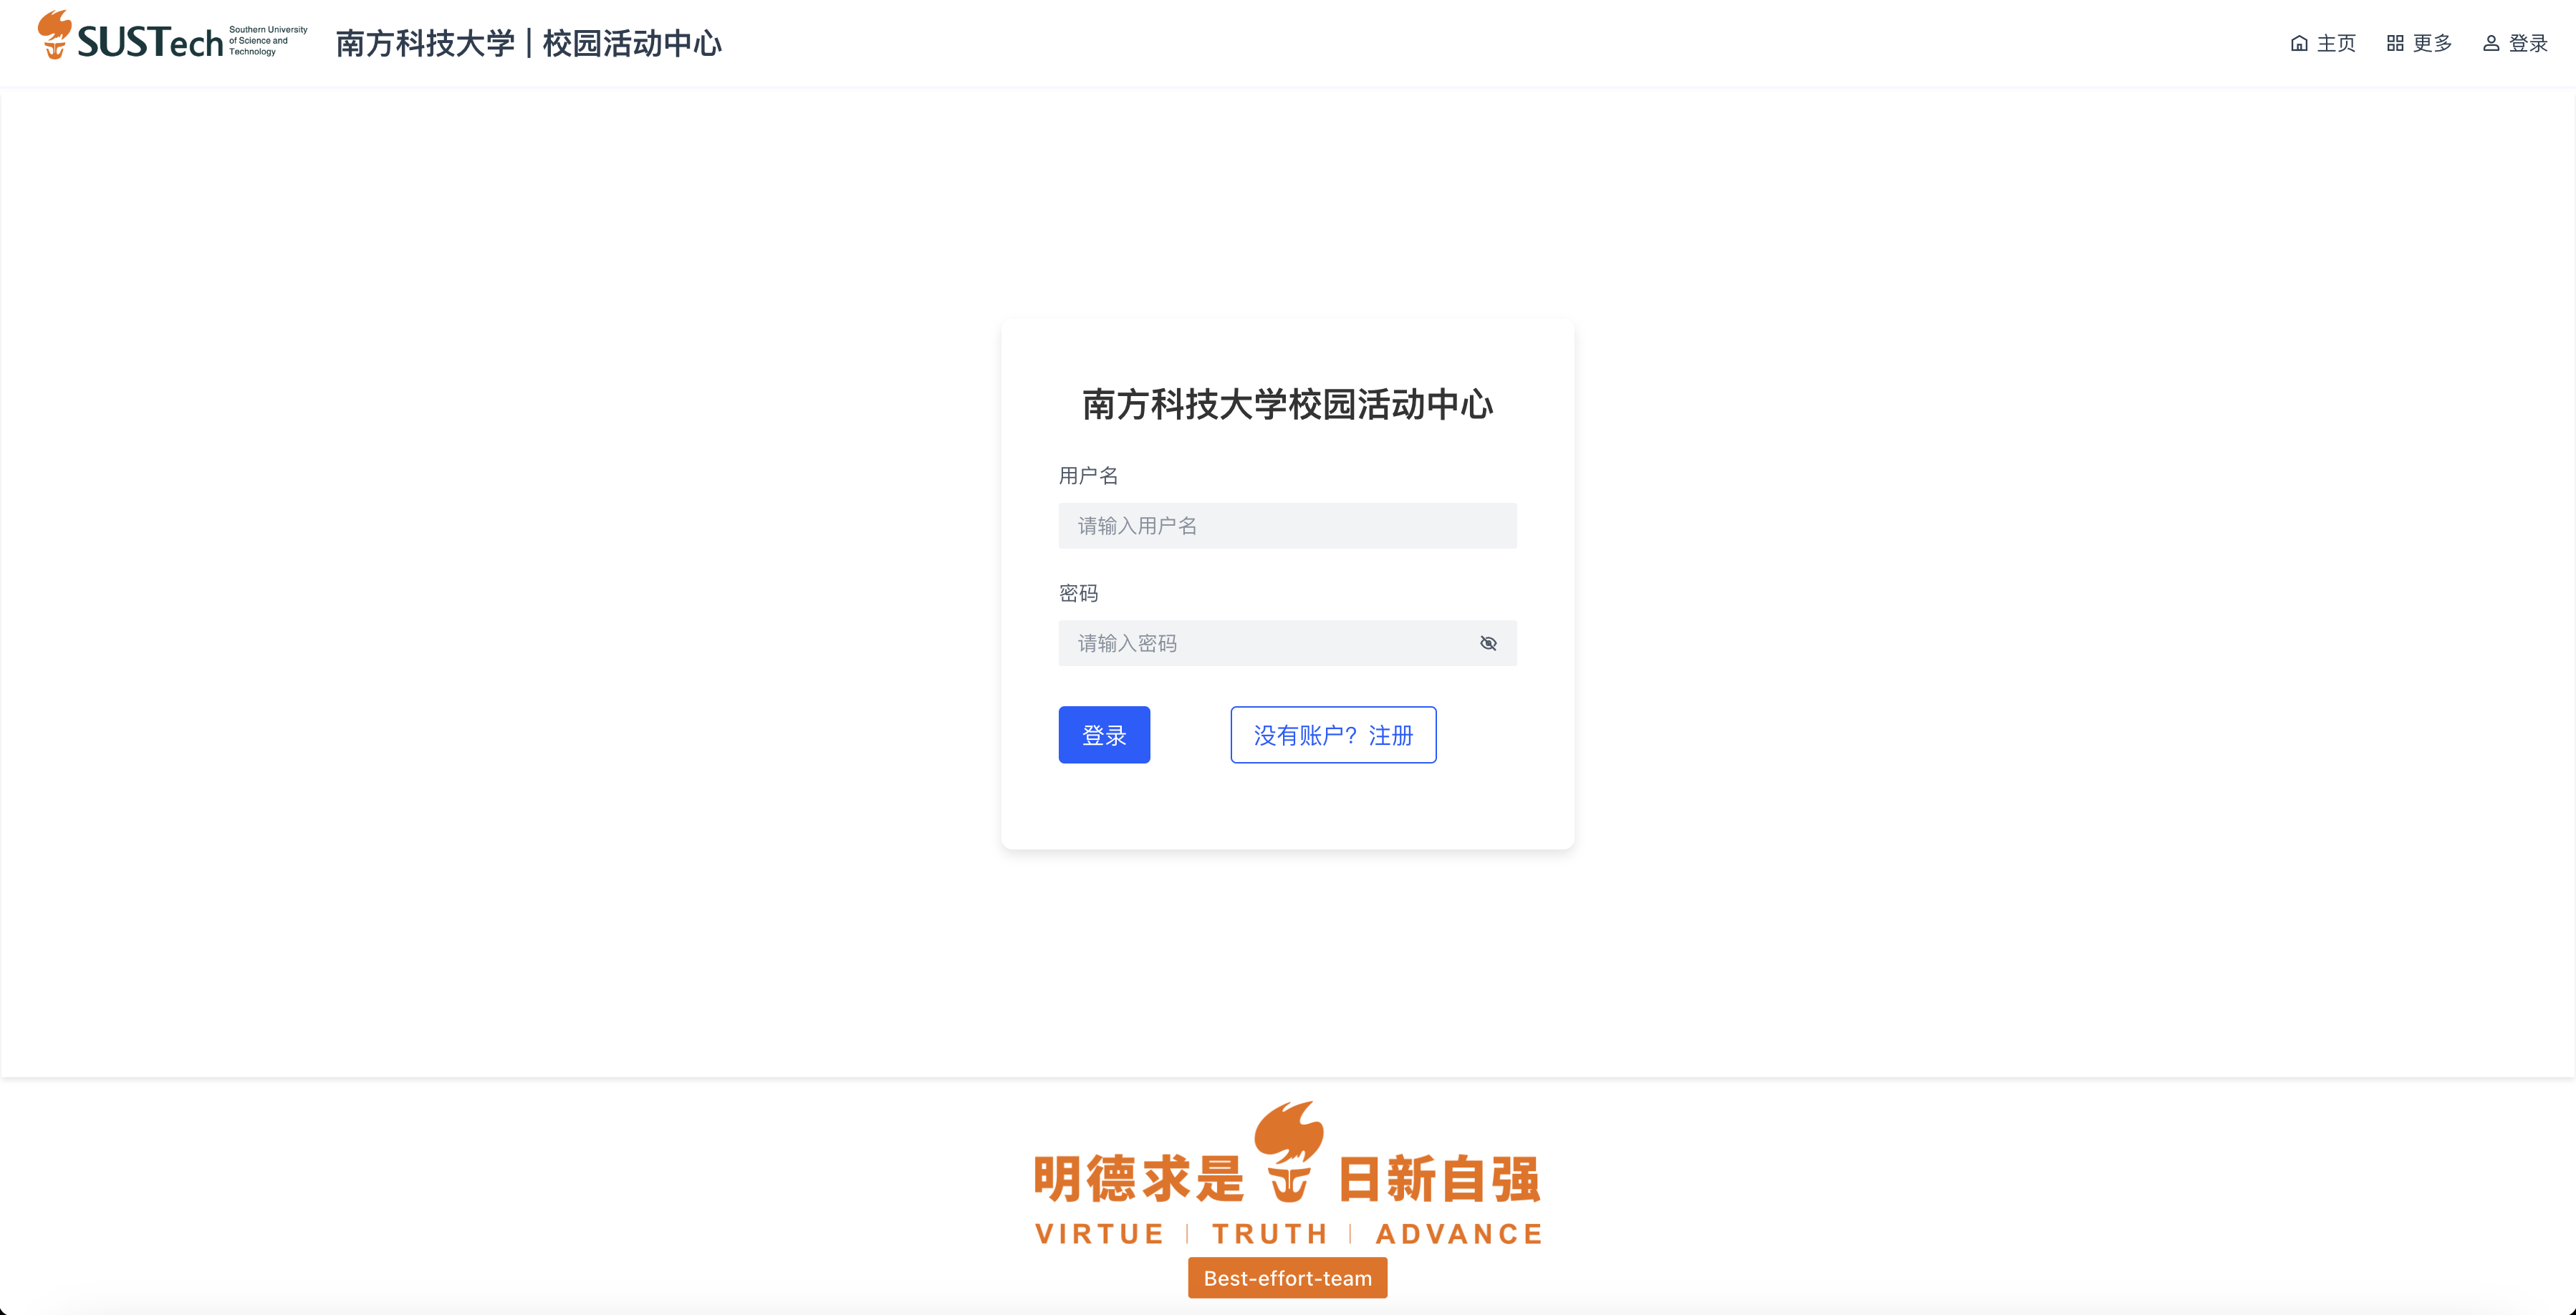 SUSTech
Southern University
of Science and
Technology
南方科技大学 | 校园活动中心
主页
更多
登录
南方科技大学校园活动中心
用户名
请输入用户名
密码
请输入密码
登录
没有账户？注册
明德求是 日新自强
VIRTUE | TRUTH | ADVANCE
Best-effort-team